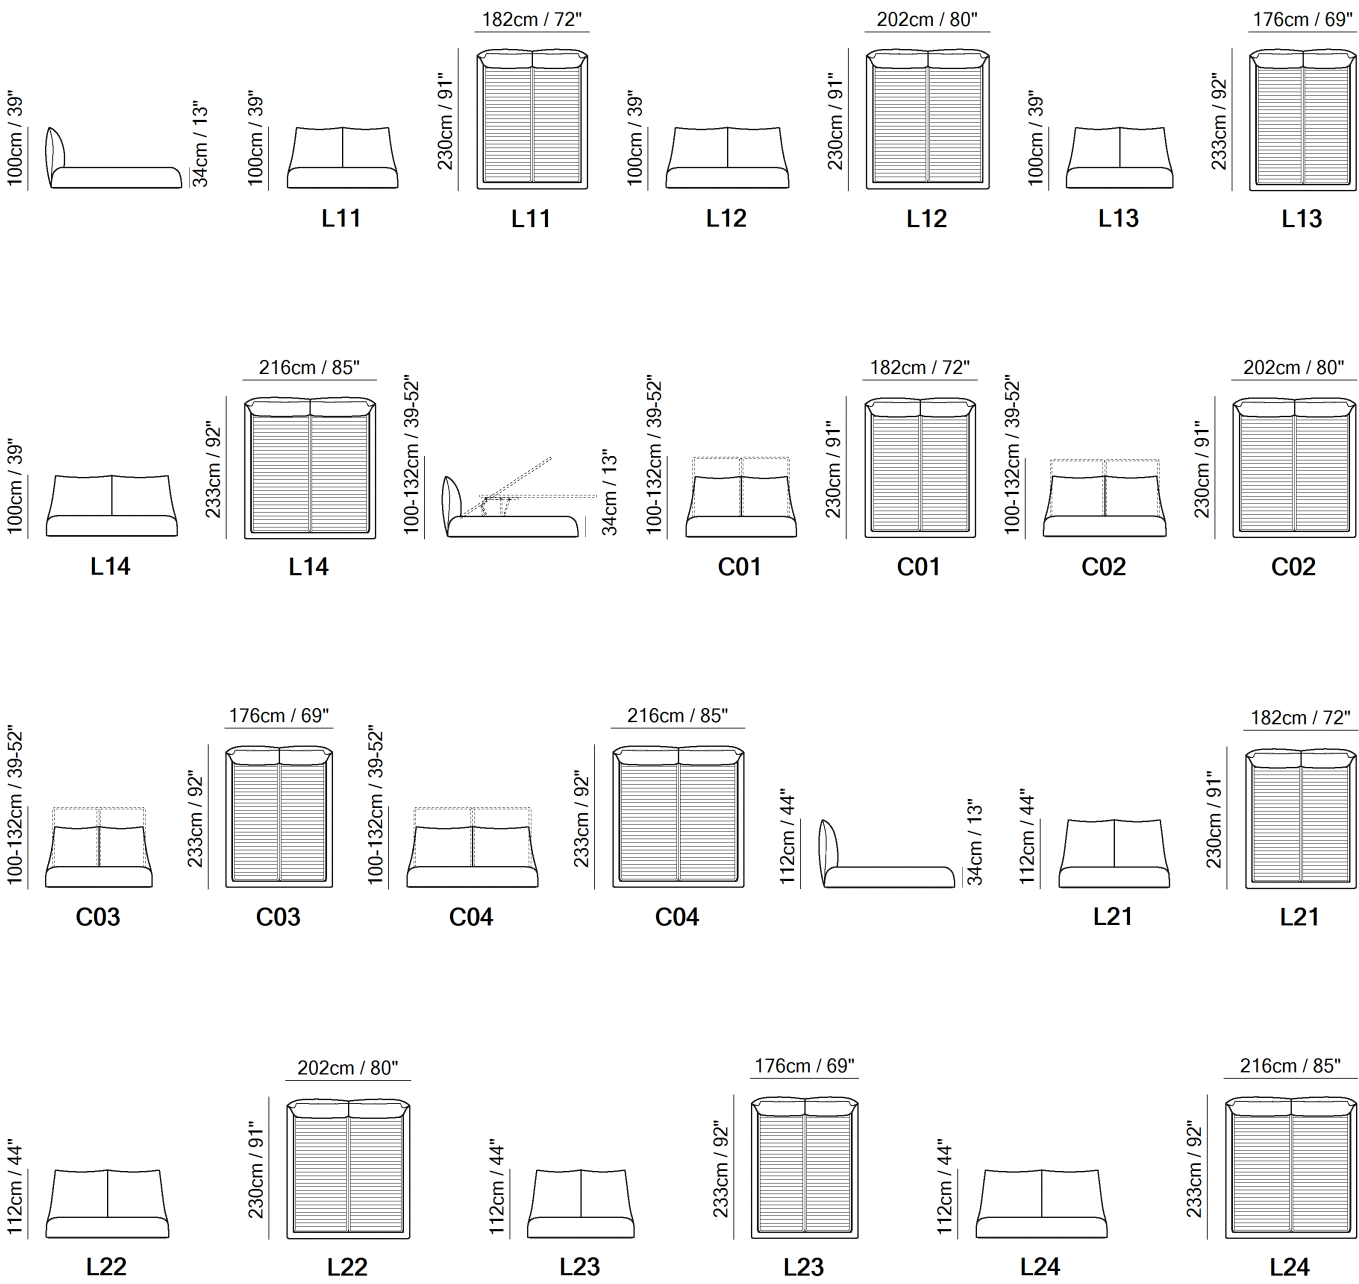 182cm / 72"
202cm / 80"
176cm / 69"
100cm / 39"
34cm / 13"
100cm / 39"
230cm / 91"
100cm / 39"
230cm / 91"
100cm / 39"
233cm / 92"
L11
L11
L12
L12
L13
L13
216cm / 85"
182cm / 72"
202cm / 80"
100cm / 39"
233cm / 92"
100-132cm / 39-52"
34cm / 13"
100-132cm / 39-52"
230cm / 91"
100-132cm / 39-52"
230cm / 91"
L14
L14
C01
C01
C02
C02
176cm / 69"
216cm / 85"
182cm / 72"
100-132cm / 39-52"
233cm / 92"
100-132cm / 39-52"
233cm / 92"
112cm / 44"
34cm / 13"
112cm / 44"
230cm / 91"
C03
C03
C04
C04
L21
L21
202cm / 80"
176cm / 69"
216cm / 85"
112cm / 44"
230cm / 91"
112cm / 44"
233cm / 92"
112cm / 44"
233cm / 92"
L22
L22
L23
L23
L24
L24